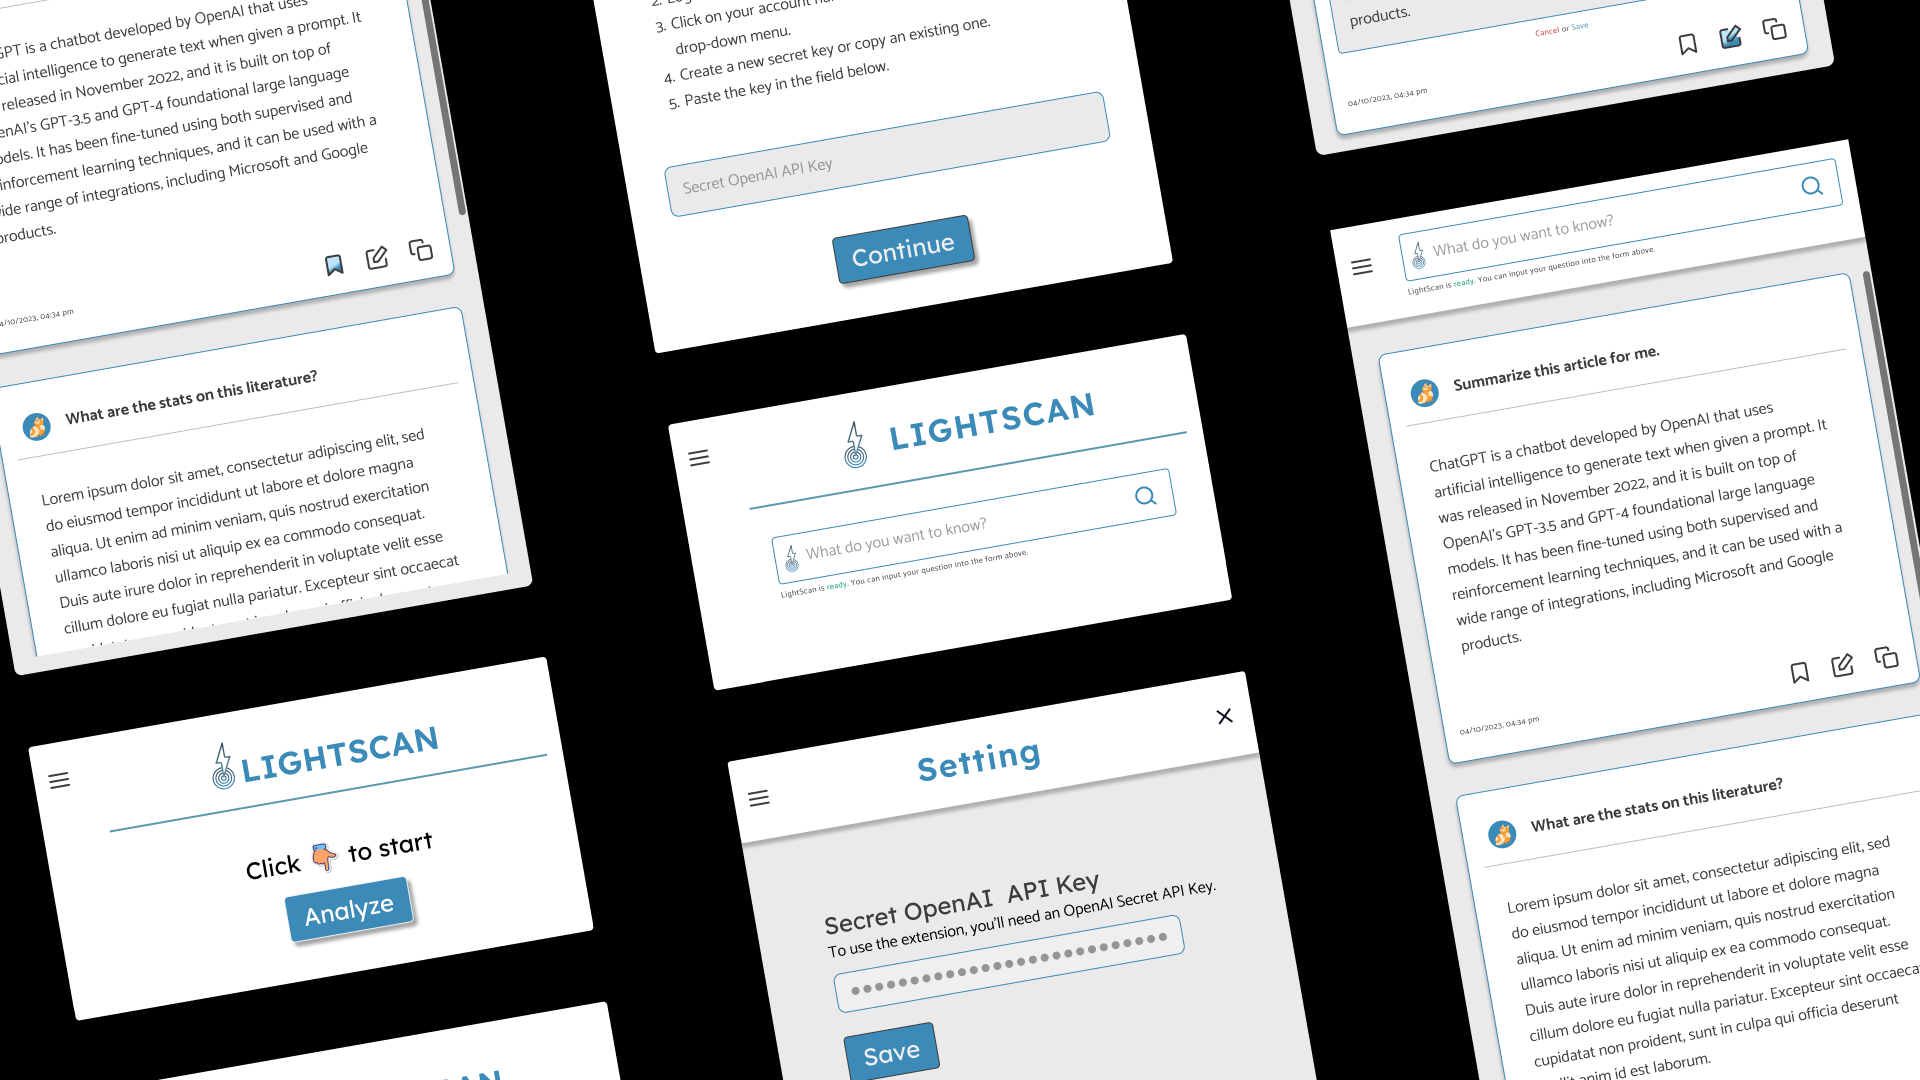 GPT is a chatbot developed by OpenAI that uses
cial intelligence to generate text when given a prompt. It
released in November 2022, and it is built on top of
enAI's GPT-3.5 and GPT-4 foundational large language
odels. It has been fine-tuned using both supervised and
inforcement learning techniques, and it can be used with a
ide range of integrations, including Microsoft and Google
products.
4/10/2023, 04:34 pm
What are the stats on this literature?
Lorem ipsum dolor sit amet, consectetur adipiscing elit, sed
do eiusmod tempor incididunt ut labore et dolore magna
aliqua. Ut enim ad minim veniam, quis nostrud exercitation
ullamco laboris nisi ut aliquip ex ea commodo consequat.
Duis aute irure dolor in reprehenderit in voluptate velit esse
cillum dolore eu fugiat nulla pariatur. Excepteur sint occaecat
LIGHTSCAN
Click 👇 to start
Analyze
3. Click on your account
drop-down menu.
4. Create a new secret key or copy an existing one.
5. Paste the key in the field below.
Secret OpenAI API Key
Continue
LIGHTSCAN
What do you want to know?
LightScan is ready. You can input your question into the form above.
Setting
Secret OpenAI API Key
To use the extension, you'll need an OpenAI Secret API Key.
Save
products.
Cancel or Save
04/10/2023, 04:34 pm
What do you want to know?
LightScan is ready. You can input your question into the form above.
Summarize this article for me.
ChatGPT is a chatbot developed by OpenAI that uses
artificial intelligence to generate text when given a prompt. It
was released in November 2022, and it is built on top of
OpenAI's GPT-3.5 and GPT-4 foundational large language
models. It has been fine-tuned using both supervised and
reinforcement learning techniques, and it can be used with a
wide range of integrations, including Microsoft and Google
products.
04/10/2023, 04:34 pm
What are the stats on this literature?
Lorem ipsum dolor sit amet, consectetur adipiscing elit, sed
do eiusmod tempor incididunt ut labore et dolore magna
aliqua. Ut enim ad minim veniam, quis nostrud exercitation
ullamco laboris nisi ut aliquip ex ea commodo consequat.
Duis aute irure dolor in reprehenderit in voluptate velit esse
cillum dolore eu fugiat nulla pariatur. Excepteur sint occaeca
cupidatat non proident, sunt in culpa qui officia deserunt
anim id est laborum.